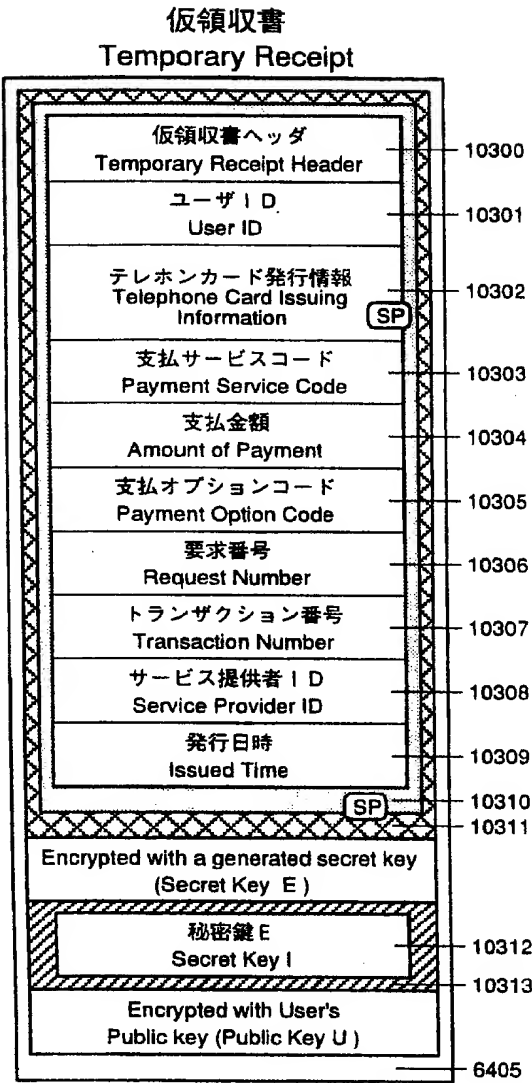 仮領収書
Temporary Receipt
仮領収書ヘッダ
Temporary Receipt Header
10300
ユーザID
User ID
10301
テレホンカード発行情報
Telephone Card Issuing
Information
10302
SP
支払サービスコード
Payment Service Code
10303
支払金額
Amount of Payment
10304
支払オプションコード
Payment Option Code
10305
要求番号
Request Number
10306
トランザクション番号
Transaction Number
10307
サービス提供者ID
Service Provider ID
10308
発行日時
Issued Time
10309
SP
10310
10311
Encrypted with a generated secret key
(Secret Key E)
秘密鍵E
Secret Key I
10312
10313
Encrypted with User's
Public key (Public Key U)
6405